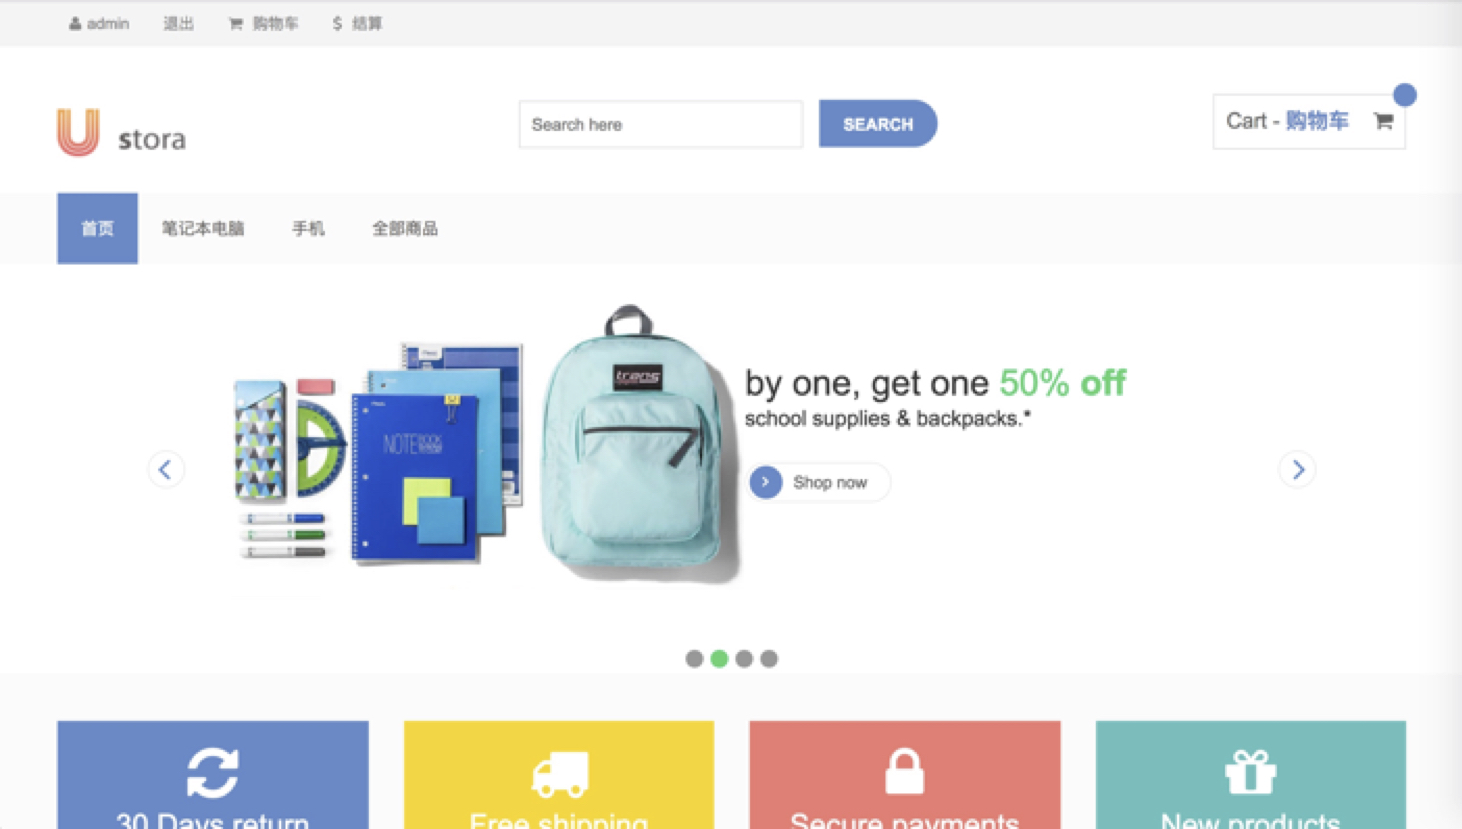 admin 退出 购物车 $ 结算
U stora
Search here
SEARCH
Cart - 购物车
首页 笔记本电脑 手机 全部商品
trans
NOTEBOOK
by one, get one 50% off
school supplies & backpacks.*
Shop now
30 Days return
Free shipping
Secure payments
New products